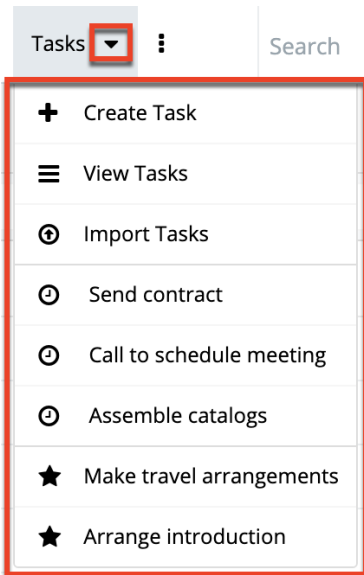 Tasks
Search
Create Task
View Tasks
Import Tasks
Send contract
Call to schedule meeting
Assemble catalogs
Make travel arrangements
Arrange introduction